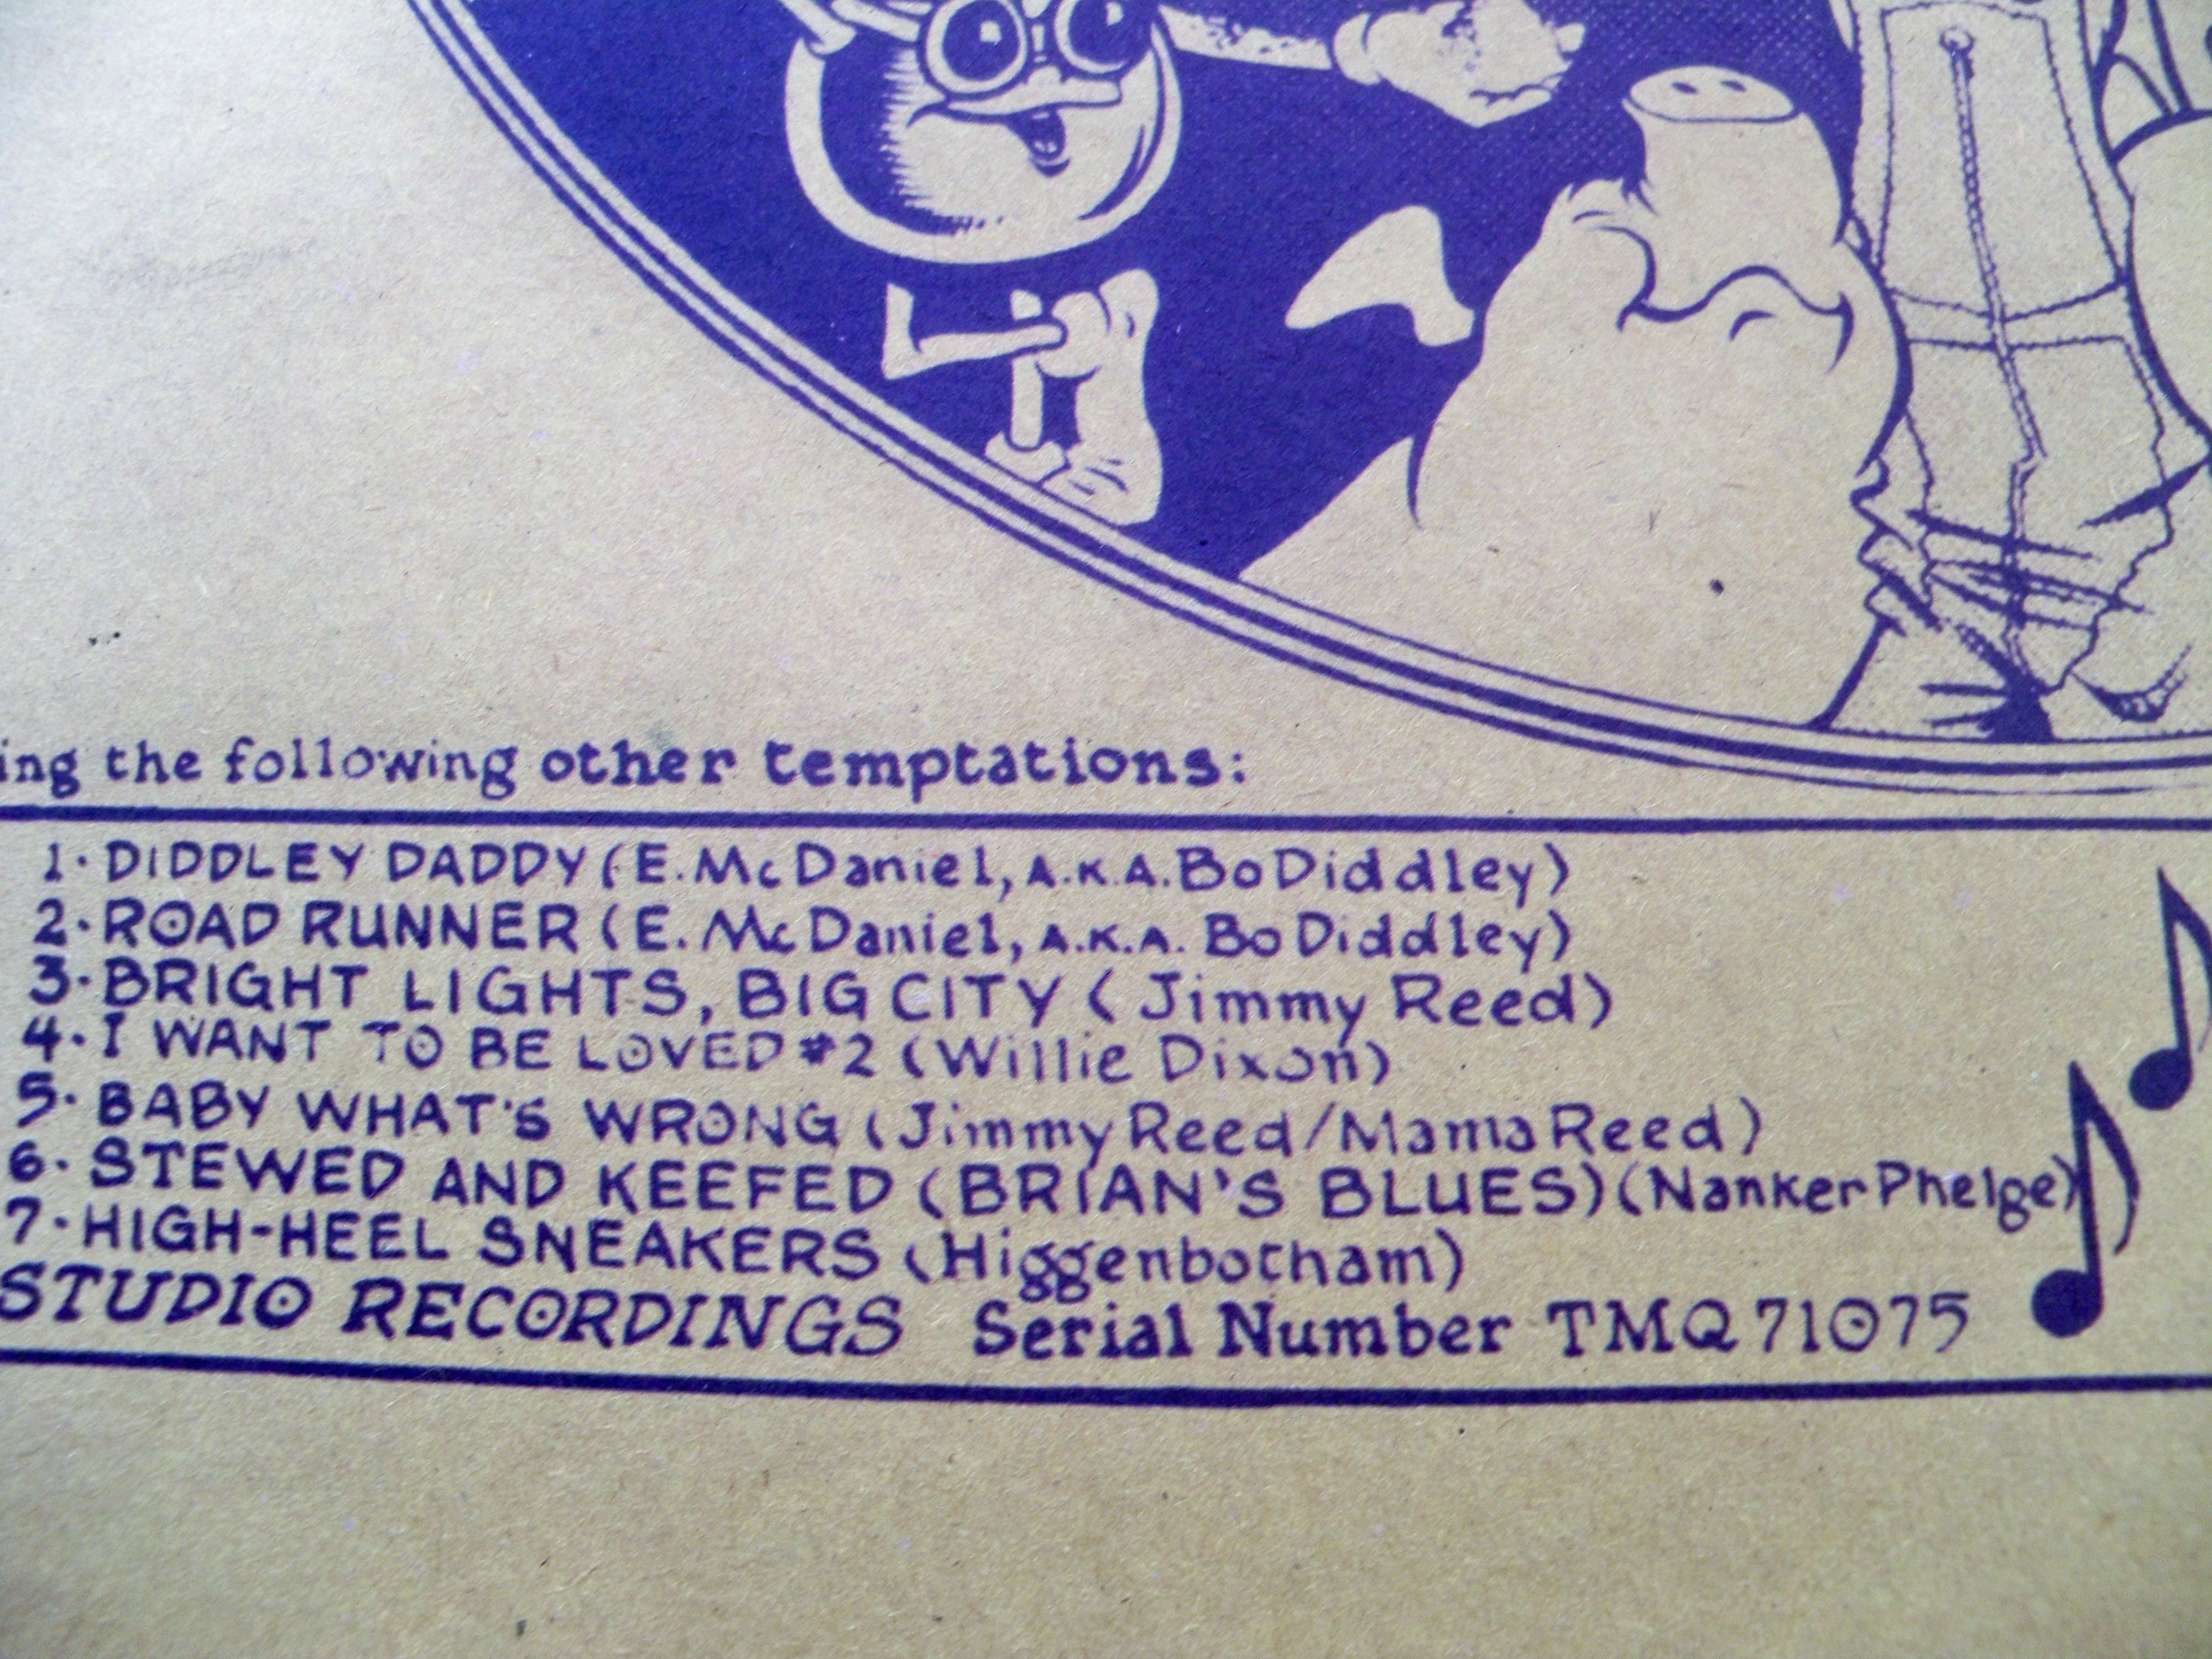 ing the following other temptations:
1. DIDDLEY DADDY (E. McDaniel, A.K.A. Bo Diddley)
2. ROAD RUNNER (E. McDaniel, A.K.A. Bo Diddley)
3. BRIGHT LIGHTS, BIG CITY (Jimmy Reed)
4. I WANT TO BE LOVED #2 (Willie Dixon)
5. BABY WHAT'S WRONG (Jimmy Reed/Mama Reed)
6. STEWED AND KEEFED (BRIAN'S BLUES) (Nanker Phelge)
7. HIGH-HEEL SNEAKERS (Higgenbotham)
STUDIO RECORDINGS Serial Number TMQ 71075